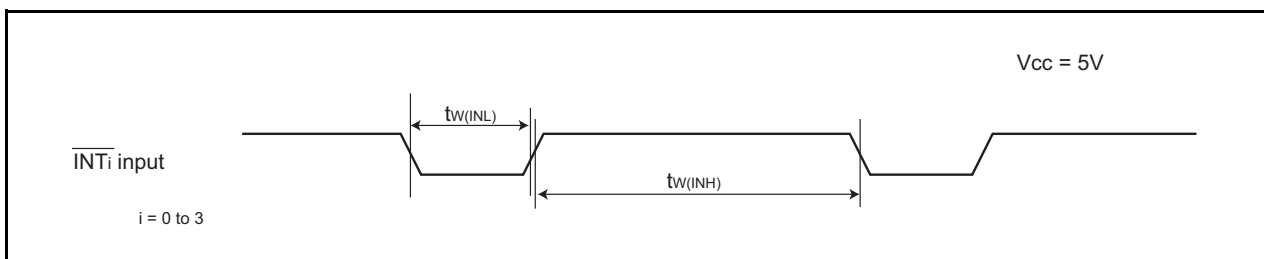 Vcc = 5V
tW(INL)
INTi input
tW(INH)
i = 0 to 3